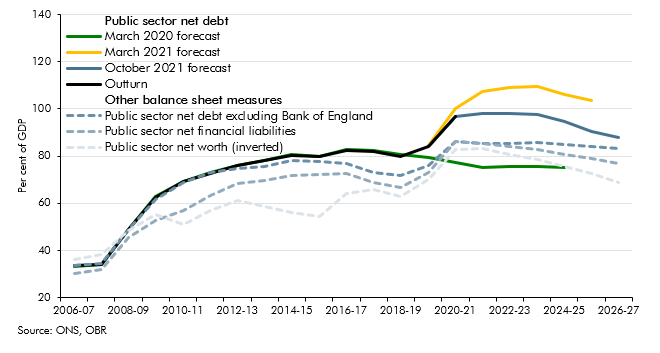 Public sector net debt
March 2020 forecast
March 2021 forecast
October 2021 forecast
Outturn
Other balance sheet measures
Public sector net debt excluding Bank of England
Public sector net financial liabilities
Public sector net worth (inverted)
Per cent of GDP
140
120
100
80
60
40
20
2006-07 2008-09 2010-11 2012-13 2014-15 2016-17 2018-19 2020-21 2022-23 2024-25 2026-27
Source: ONS, OBR